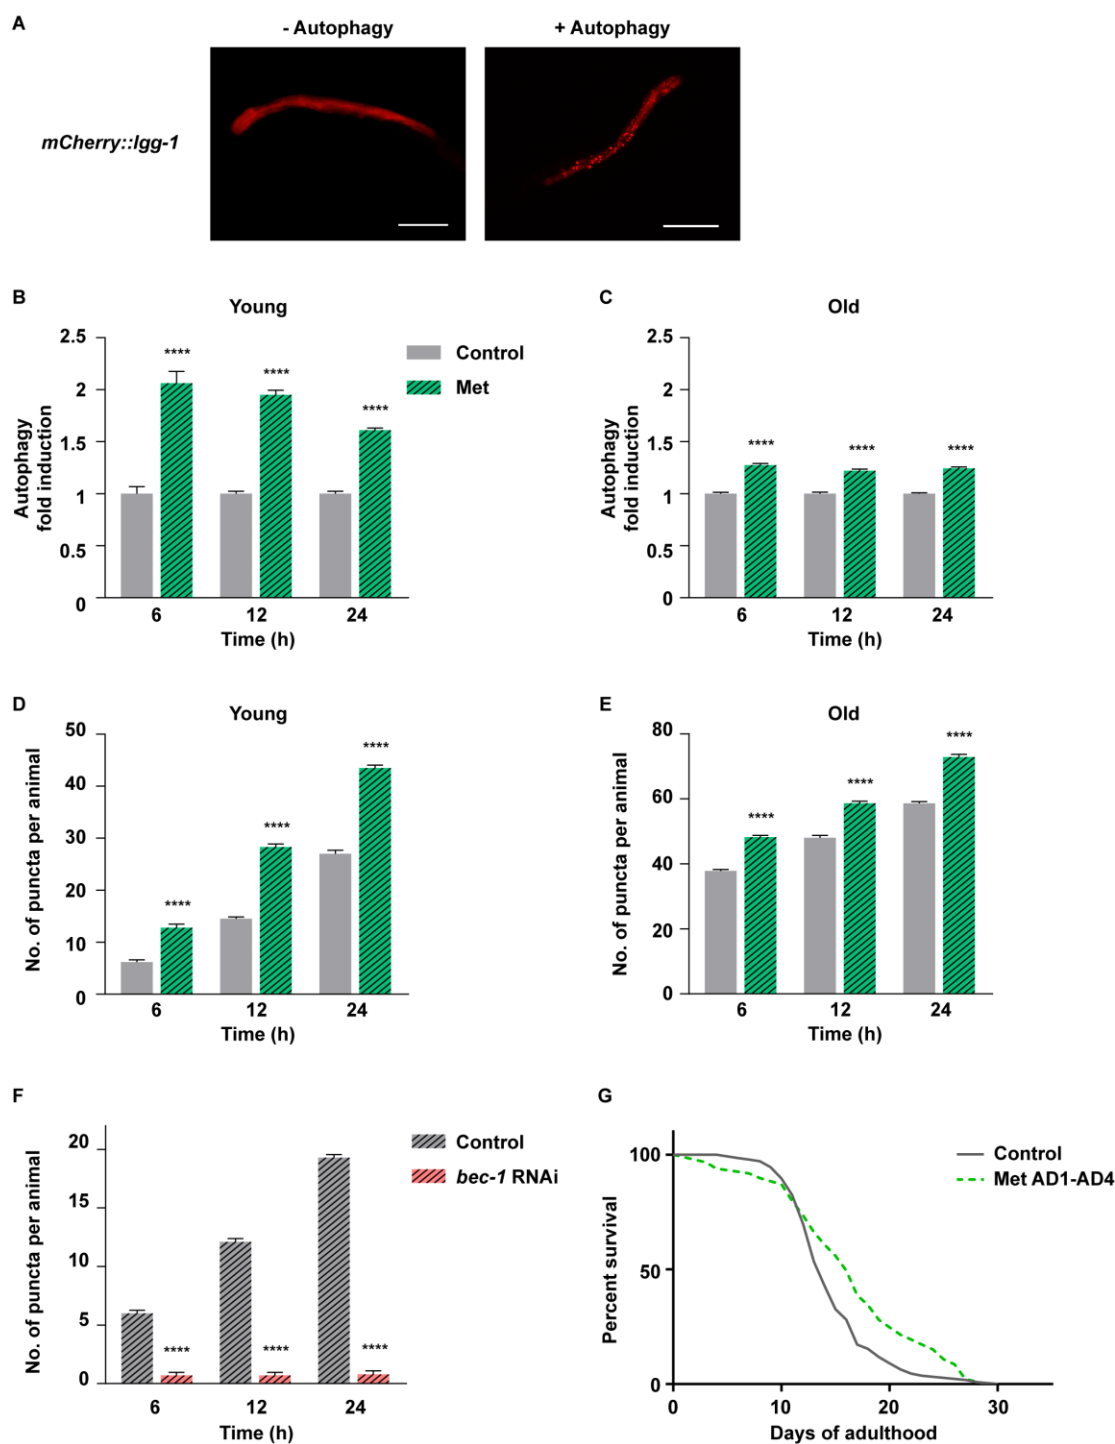 A
- Autophagy
+ Autophagy
mCherry::lgg-1
B
Young
Autophagy
fold induction
2.5
2
1.5
1
0.5
0
****
****
****
6
12
24
Time (h)
Control
Met
C
Old
Autophagy
fold induction
2.5
2
1.5
1
0.5
0
****
****
****
6
12
24
Time (h)
D
Young
No. of puncta per animal
50
40
30
20
10
0
****
****
****
6
12
24
Time (h)
E
Old
No. of puncta per animal
80
60
40
20
0
****
****
****
6
12
24
Time (h)
F
No. of puncta per animal
20
15
10
5
0
****
****
****
6
12
24
Time (h)
Control
bec-1 RNAi
G
Percent survival
100
50
0
0
10
20
30
Days of adulthood
Control
Met AD1-AD4